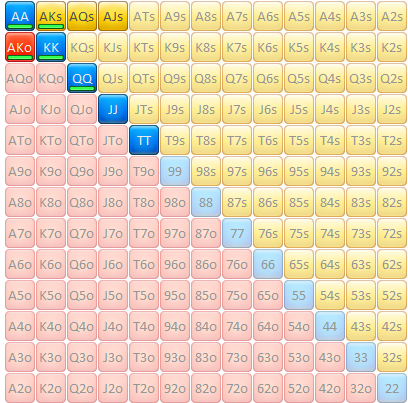 AA AKs AQs AJs ATs A9s A8s A7s A6s A5s A4s A3s A2s
AKo KK KQs KJs KTs K9s K8s K7s K6s K5s K4s K3s K2s
AQo KQo QQ QJs QTs Q9s Q8s Q7s Q6s Q5s Q4s Q3s Q2s
AJo KJo QJo JJ JTs J9s J8s J7s J6s J5s J4s J3s J2s
ATo KTo QTo JTo TT T9s T8s T7s T6s T5s T4s T3s T2s
A9o K9o Q9o J9o T9o 99 98s 97s 96s 95s 94s 93s 92s
A8o K8o Q8o J8o T8o 98o 88 87s 86s 85s 84s 83s 82s
A7o K7o Q7o J7o T7o 97o 87o 77 76s 75s 74s 73s 72s
A6o K6o Q6o J6o T6o 96o 86o 76o 66 65s 64s 63s 62s
A5o K5o Q5o J5o T5o 95o 85o 75o 65o 55 54s 53s 52s
A4o K4o Q4o J4o T4o 94o 84o 74o 64o 54o 44 43s 42s
A3o K3o Q3o J3o T3o 93o 83o 73o 63o 53o 43o 33 32s
A2o K2o Q2o J2o T2o 92o 82o 72o 62o 52o 42o 32o 22